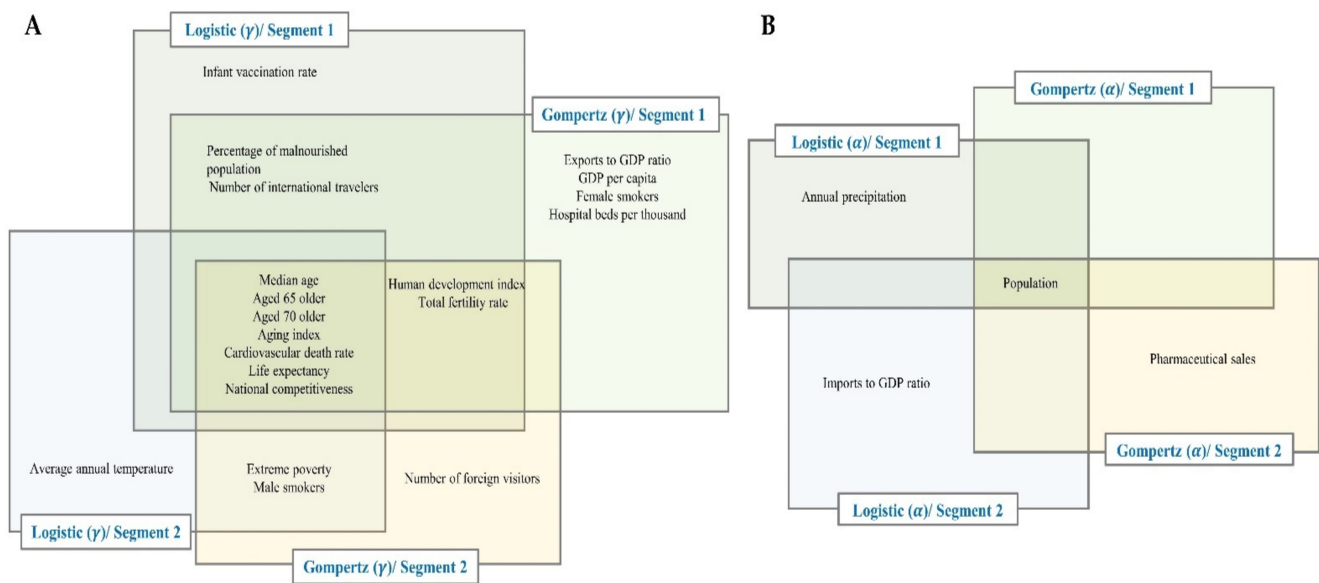 A
Logistic (γ)/ Segment 1
Infant vaccination rate
Gompertz (γ)/ Segment 1
Percentage of malnourished
population
Number of international travelers
Exports to GDP ratio
GDP per capita
Female smokers
Hospital beds per thousand
Median age
Aged 65 older
Aged 70 older
Aging index
Cardiovascular death rate
Life expectancy
National competitiveness
Human development index
Total fertility rate
Average annual temperature
Extreme poverty
Male smokers
Number of foreign visitors
Logistic (γ)/ Segment 2
Gompertz (γ)/ Segment 2
B
Gompertz (α)/ Segment 1
Logistic (α)/ Segment 1
Annual precipitation
Population
Pharmaceutical sales
Imports to GDP ratio
Gompertz (α)/ Segment 2
Logistic (α)/ Segment 2